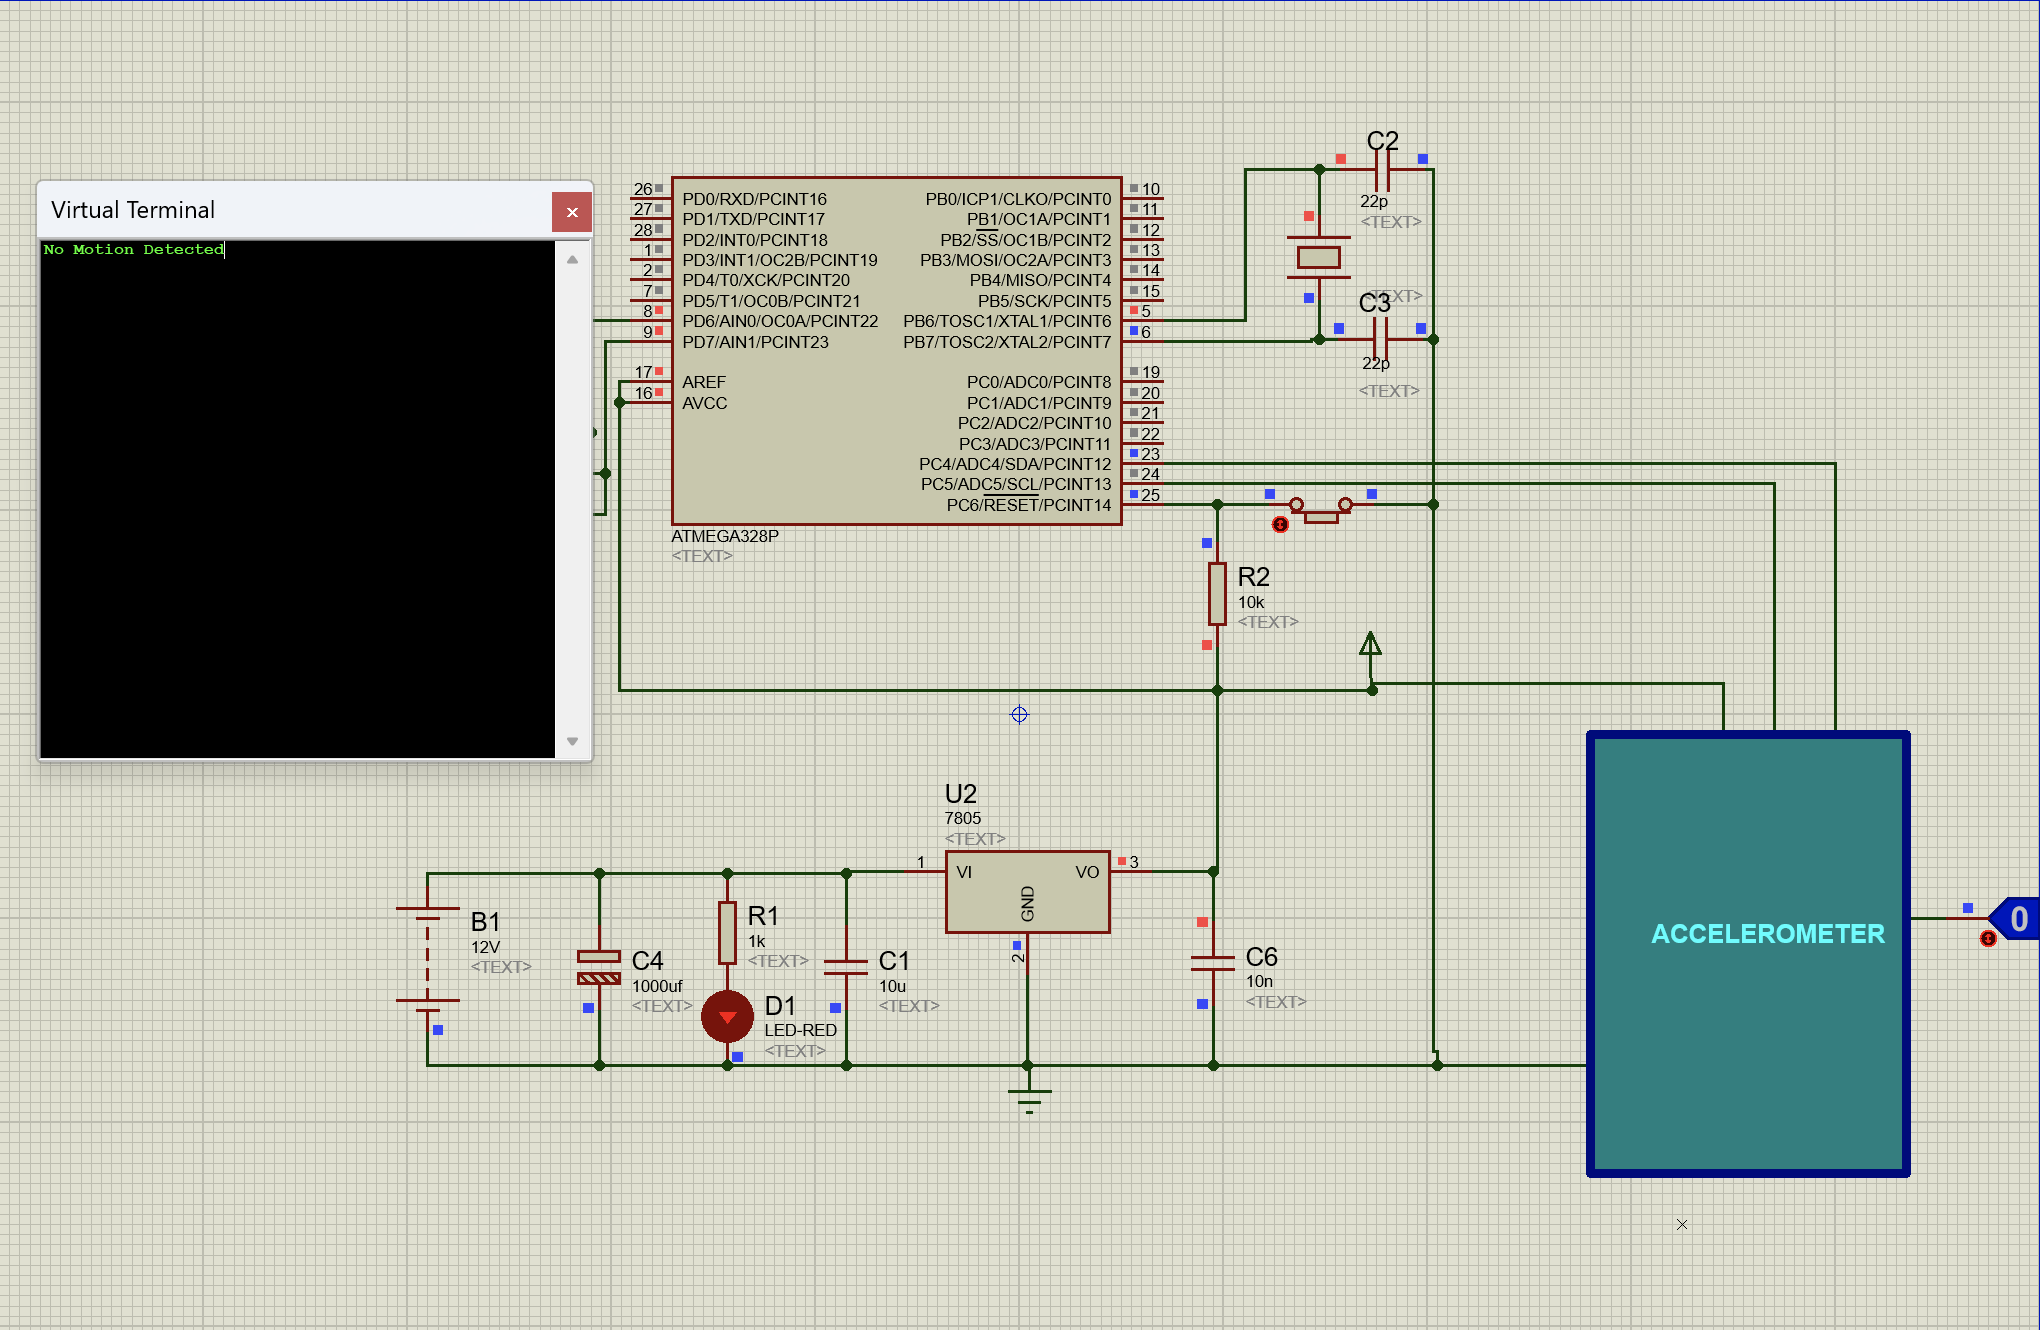 Virtual Terminal
No Motion Detected
26 PD0/RXD/PCINT16
27 PD1/TXD/PCINT17
28 PD2/INT0/PCINT18
1 PD3/INT1/OC2B/PCINT19
2 PD4/T0/XCK/PCINT20
7 PD5/T1/OC0B/PCINT21
8 PD6/AIN0/OC0A/PCINT22
9 PD7/AIN1/PCINT23
17 AREF
16 AVCC
PB0/ICP1/CLKO/PCINT0 10
PB1/OC1A/PCINT1 11
PB2/SS/OC1B/PCINT2 12
PB3/MOSI/OC2A/PCINT3 13
PB4/MISO/PCINT4 14
PB5/SCK/PCINT5 15
PB6/TOSC1/XTAL1/PCINT6 5
PB7/TOSC2/XTAL2/PCINT7 6
PC0/ADC0/PCINT8 19
PC1/ADC1/PCINT9 20
PC2/ADC2/PCINT10 21
PC3/ADC3/PCINT11 22
PC4/ADC4/SDA/PCINT12 23
PC5/ADC5/SCL/PCINT13 24
PC6/RESET/PCINT14 25
ATMEGA328P
<TEXT>
C2
22p
<TEXT>
<TEXT>
C3
22p
<TEXT>
R2
10k
<TEXT>
U2
7805
<TEXT>
1 VI
VO 3
GND
2
B1
12V
<TEXT>
C4
1000uf
<TEXT>
R1
1k
<TEXT>
D1
LED-RED
<TEXT>
C1
10u
<TEXT>
C6
10n
<TEXT>
ACCELEROMETER
0